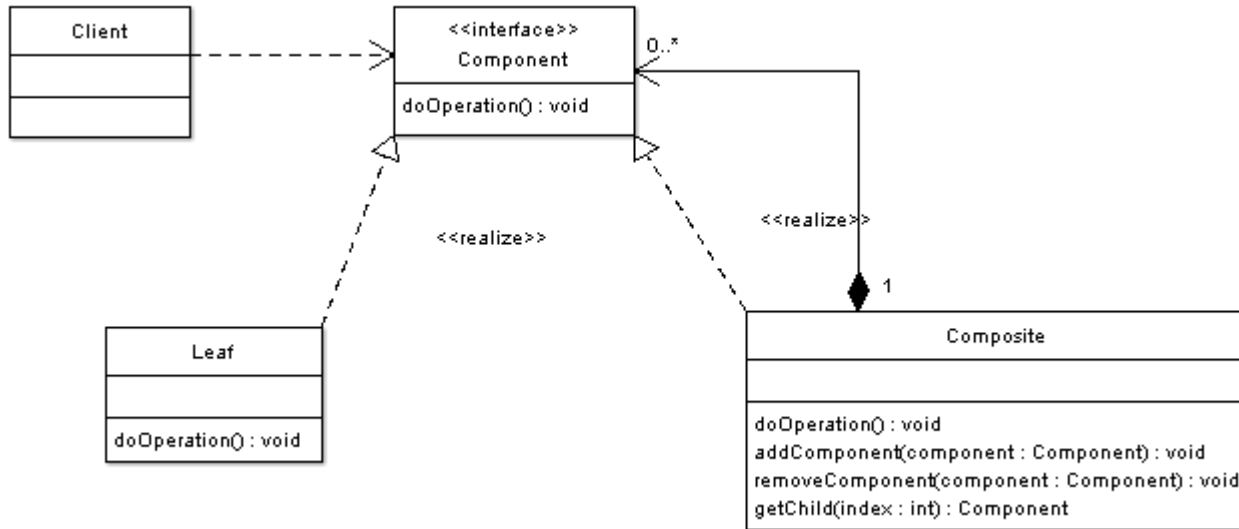 Client
<<interface>>
Component
doOperation() : void
0..*
<<realize>>
<<realize>>
1
Leaf
doOperation() : void
Composite
doOperation() : void
addComponent(component : Component) : void
removeComponent(component : Component) : void
getChild(index : int) : Component